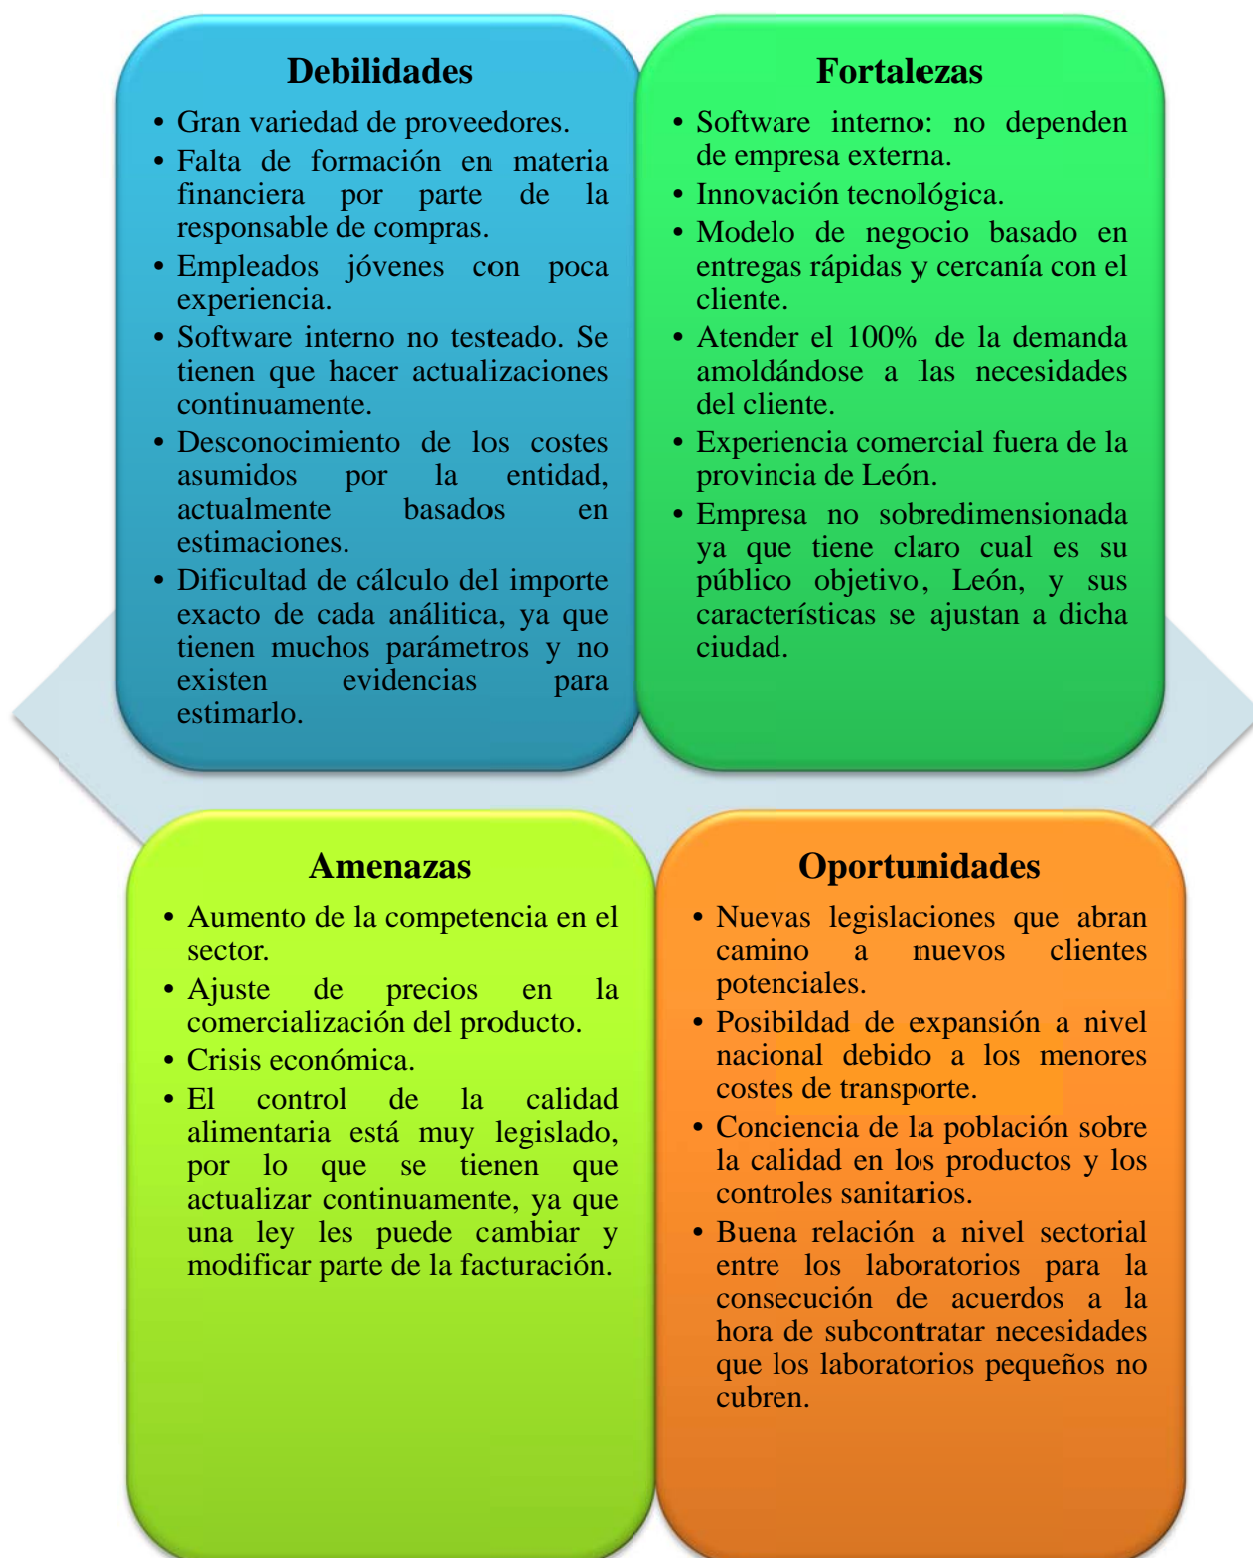 Debilidades
• Gran variedad de proveedores.
• Falta de formación en materia
financiera por parte de la
responsable de compras.
• Empleados jóvenes con poca
experiencia.
• Software interno no testeado. Se
tienen que hacer actualizaciones
continuamente.
• Desconocimiento de los costes
asumidos por la entidad,
actualmente basados en
estimaciones.
• Dificultad de cálculo del importe
exacto de cada análitica, ya que
tienen muchos parámetros y no
existen evidencias para
estimarlo.
Fortalezas
• Software interno: no dependen
de empresa externa.
• Innovación tecnológica.
• Modelo de negocio basado en
entregas rápidas y cercanía con el
cliente.
• Atender el 100% de la demanda
amoldándose a las necesidades
del cliente.
• Experiencia comercial fuera de la
provincia de León.
• Empresa no sobredimensionada
ya que tiene claro cual es su
público objetivo, León, y sus
características se ajustan a dicha
ciudad.
Amenazas
• Aumento de la competencia en el
sector.
• Ajuste de precios en la
comercialización del producto.
• Crisis económica.
• El control de la calidad
alimentaria está muy legislado,
por lo que se tienen que
actualizar continuamente, ya que
una ley les puede cambiar y
modificar parte de la facturación.
Oportunidades
• Nuevas legislaciones que abran
camino a nuevos clientes
potenciales.
• Posibildad de expansión a nivel
nacional debido a los menores
costes de transporte.
• Conciencia de la población sobre
la calidad en los productos y los
controles sanitarios.
• Buena relación a nivel sectorial
entre los laboratorios para la
consecución de acuerdos a la
hora de subcontratar necesidades
que los laboratorios pequeños no
cubren.